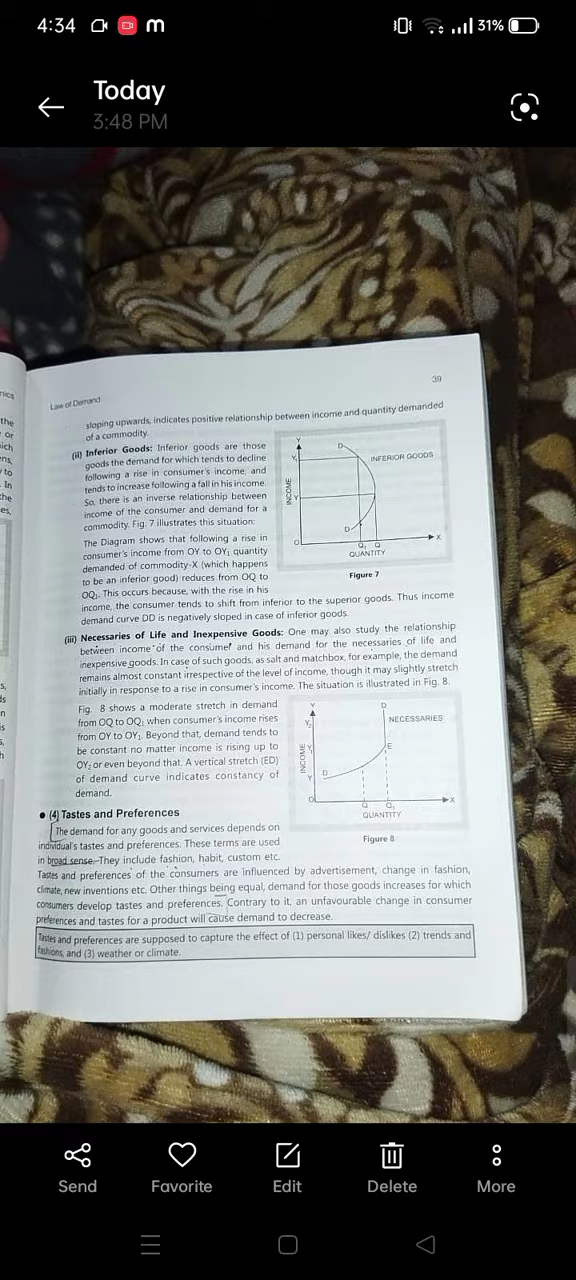 4:34
m
31%
Today
3:48 PM
39
Law of Demand
sloping upwards, indicates positive relationship between income and quantity demanded
of a commodity.
(ii) Inferior Goods: Inferior goods are those
goods the demand for which tends to decline
following a rise in consumer's income, and
tends to increase following a fall in his income.
So, there is an inverse relationship between
income of the consumer and demand for a
commodity. Fig. 7 illustrates this situation:
The Diagram shows that following a rise in
consumer's income from OY to OY₁ quantity
demanded of commodity-X (which happens
to be an inferior good) reduces from OQ to
OQ₁. This occurs because, with the rise in his
income, the consumer tends to shift from inferior to the superior goods. Thus income
demand curve DD is negatively sloped in case of inferior goods.
Y
D
Y₁
INFERIOR GOODS
INCOME
Y
D
O
Q₁ Q
X
QUANTITY
Figure 7
(iii) Necessaries of Life and Inexpensive Goods: One may also study the relationship
between income of the consumer and his demand for the necessaries of life and
inexpensive goods. In case of such goods, as salt and matchbox, for example, the demand
remains almost constant irrespective of the level of income, though it may slightly stretch
initially in response to a rise in consumer's income. The situation is illustrated in Fig. 8.
Fig. 8 shows a moderate stretch in demand
from OQ to OQ₁ when consumer's income rises
from OY to OY₁. Beyond that, demand tends to
be constant no matter income is rising up to
OY₂ or even beyond that. A vertical stretch (ED)
of demand curve indicates constancy of
demand.
Y
D
Y₂
NECESSARIES
INCOME
Y₁
E
Y
D
O
Q Q₁
X
QUANTITY
Figure 8
● (4) Tastes and Preferences
The demand for any goods and services depends on
individual's tastes and preferences. These terms are used
in broad sense. They include fashion, habit, custom etc.
Tastes and preferences of the consumers are influenced by advertisement, change in fashion,
climate, new inventions etc. Other things being equal, demand for those goods increases for which
consumers develop tastes and preferences. Contrary to it, an unfavourable change in consumer
preferences and tastes for a product will cause demand to decrease.
Tastes and preferences are supposed to capture the effect of (1) personal likes/ dislikes (2) trends and
fashions, and (3) weather or climate.
Send
Favorite
Edit
Delete
More